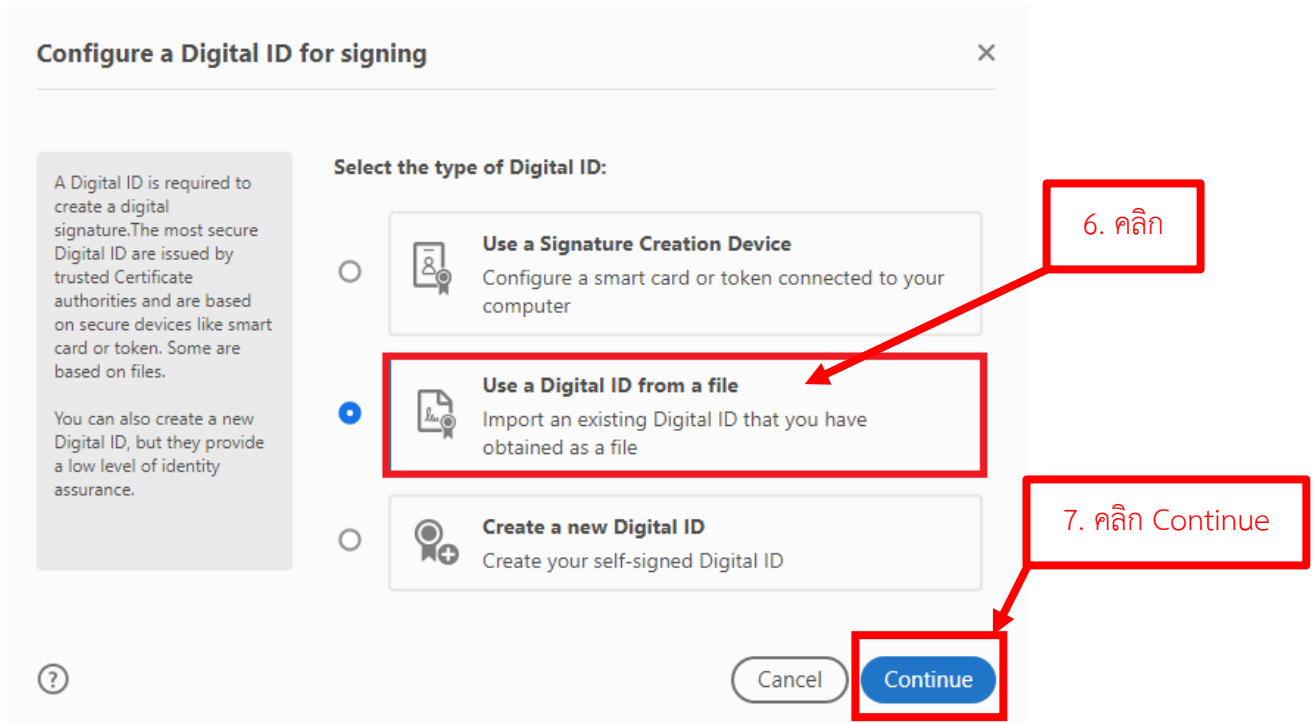 Configure a Digital ID for signing
A Digital ID is required to
create a digital
signature.The most secure
Digital ID are issued by
trusted Certificate
authorities and are based
on secure devices like smart
card or token. Some are
based on files.
You can also create a new
Digital ID, but they provide
a low level of identity
assurance.
Select the type of Digital ID:
Use a Signature Creation Device
Configure a smart card or token connected to your
computer
Use a Digital ID from a file
Import an existing Digital ID that you have
obtained as a file
Create a new Digital ID
Create your self-signed Digital ID
6. คลิก
7. คลิก Continue
?
Cancel
Continue